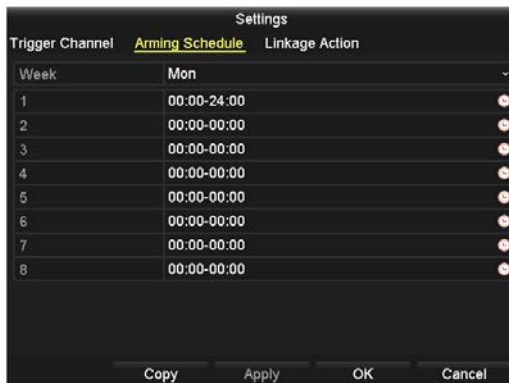 Settings
Trigger Channel Arming Schedule Linkage Action
Week Mon
1 00:00-24:00
2 00:00-00:00
3 00:00-00:00
4 00:00-00:00
5 00:00-00:00
6 00:00-00:00
7 00:00-00:00
8 00:00-00:00
Copy Apply OK Cancel